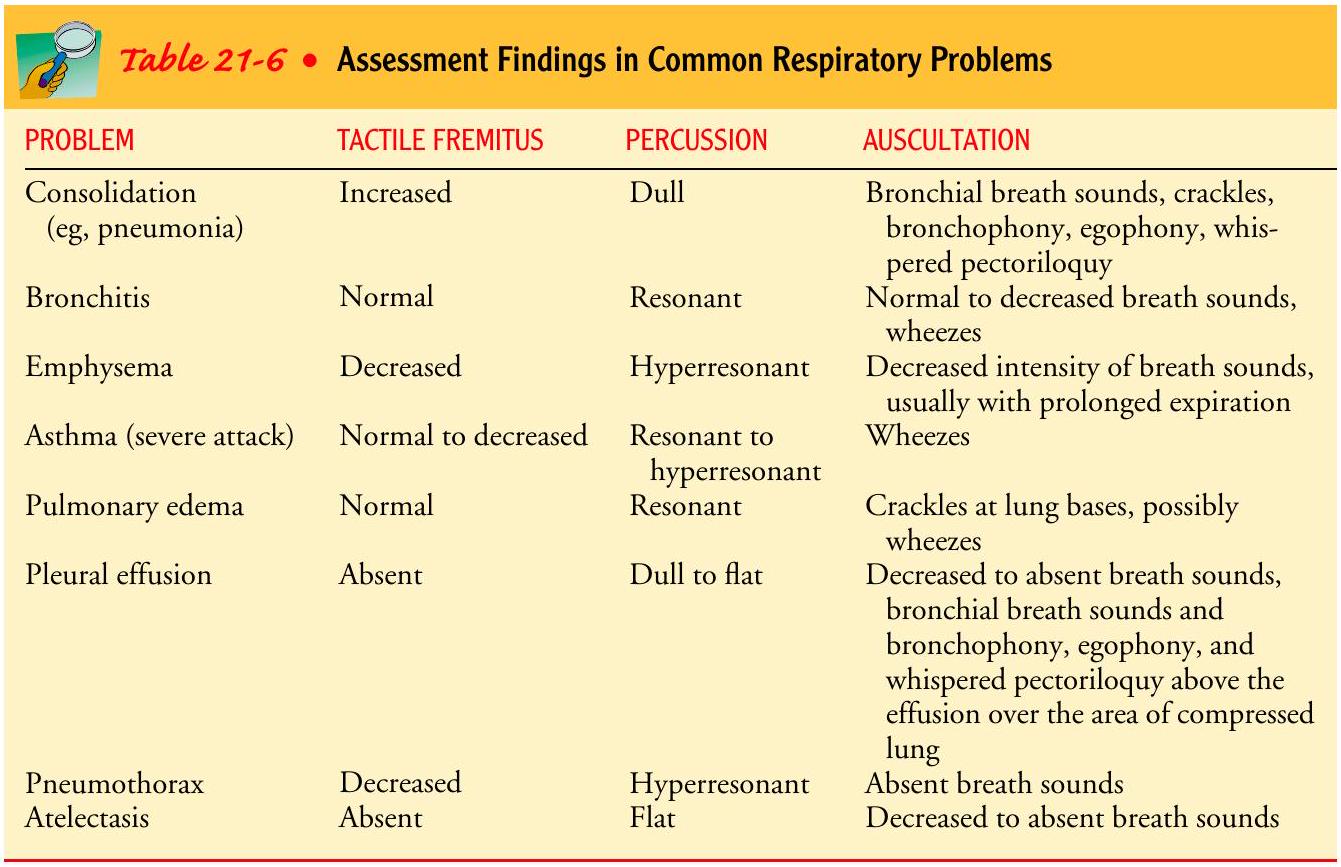 Table 21-6 • Assessment Findings in Common Respiratory Problems
PROBLEM TACTILE FREMITUS PERCUSSION AUSCULTATION
Consolidation Increased Dull Bronchial breath sounds, crackles,
(eg, pneumonia) bronchophony, egophony, whis-
pered pectoriloquy
Bronchitis Normal Resonant Normal to decreased breath sounds,
wheezes
Emphysema Decreased Hyperresonant Decreased intensity of breath sounds,
usually with prolonged expiration
Asthma (severe attack) Normal to decreased Resonant to Wheezes
hyperresonant
Pulmonary edema Normal Resonant Crackles at lung bases, possibly
wheezes
Pleural effusion Absent Dull to flat Decreased to absent breath sounds,
bronchial breath sounds and
bronchophony, egophony, and
whispered pectoriloquy above the
effusion over the area of compressed
lung
Pneumothorax Decreased Hyperresonant Absent breath sounds
Atelectasis Absent Flat Decreased to absent breath sounds